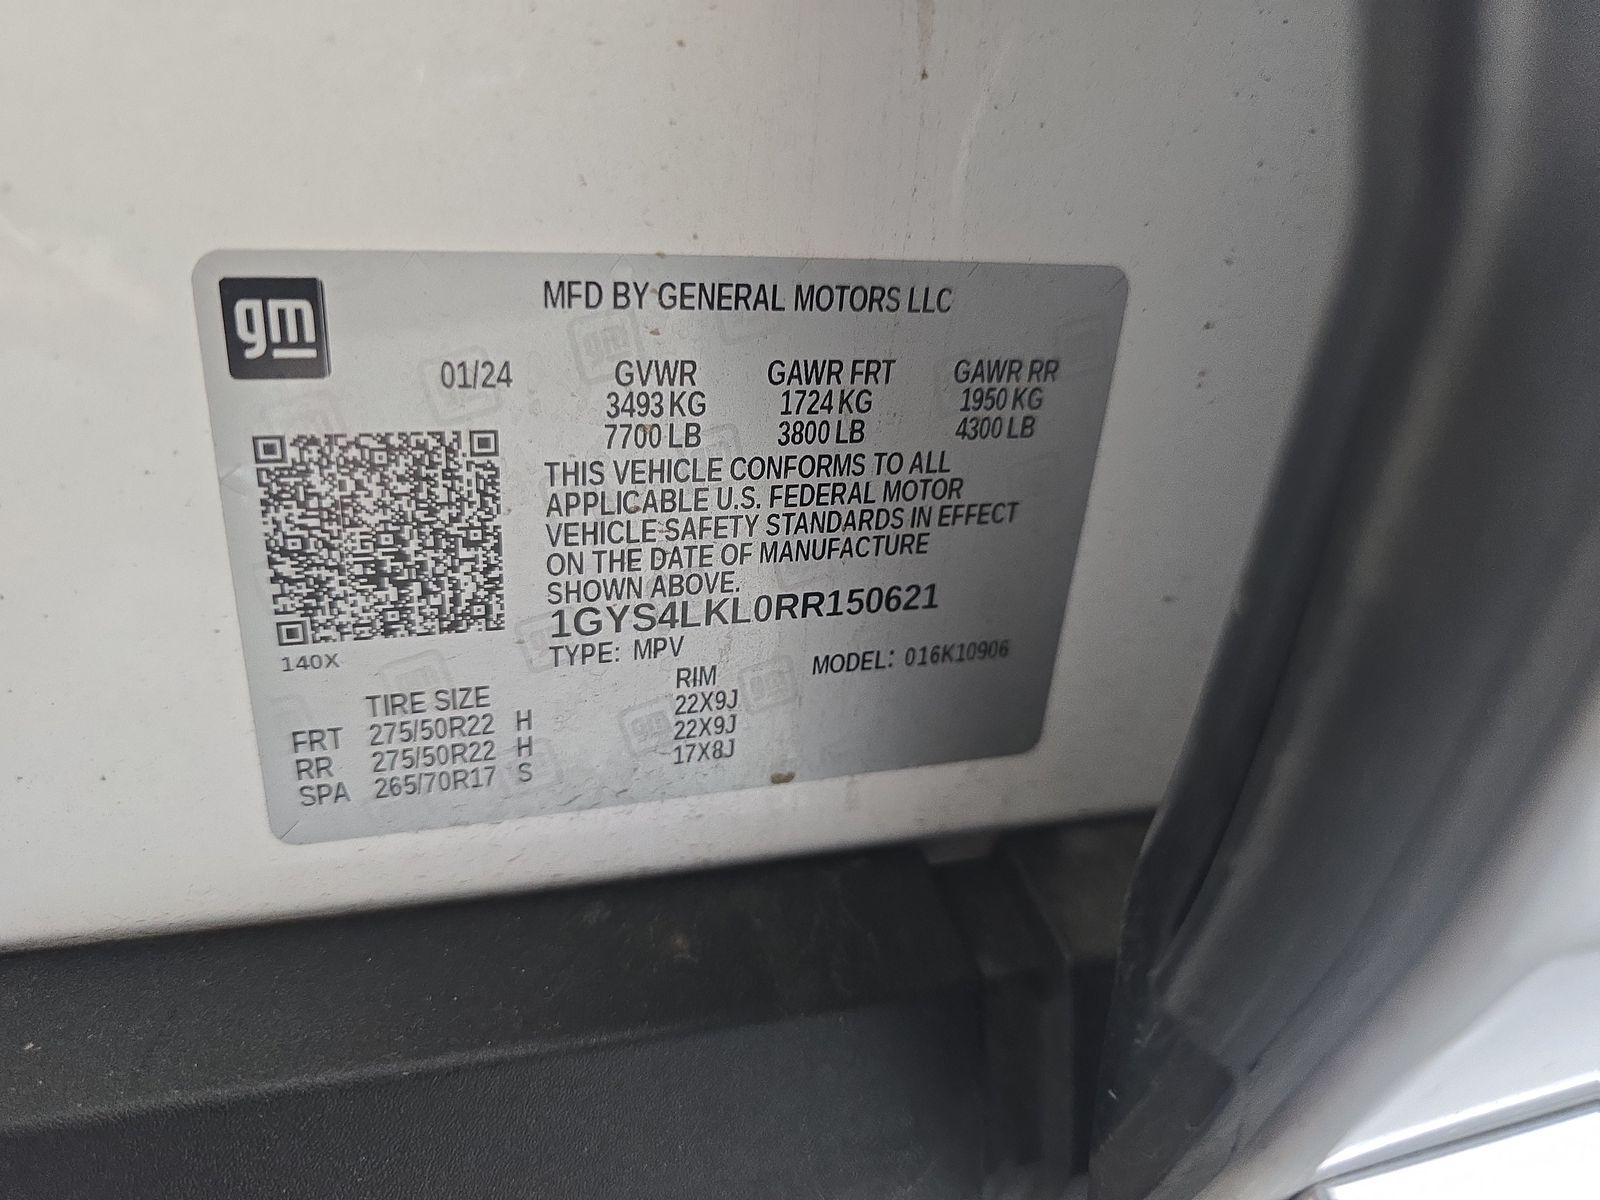 gm
MFD BY GENERAL MOTORS LLC
01/24 GVWR GAWR FRT GAWR RR
3493 KG 1724 KG 1950 KG
7700 LB 3800 LB 4300 LB
THIS VEHICLE CONFORMS TO ALL
APPLICABLE U.S. FEDERAL MOTOR
VEHICLE SAFETY STANDARDS IN EFFECT
ON THE DATE OF MANUFACTURE
SHOWN ABOVE.
1GYS4LKL0RR150621
140X
TYPE: MPV MODEL: 016K10906
TIRE SIZE RIM
FRT 275/50R22 H 22X9J
RR 275/50R22 H 22X9J
SPA 265/70R17 S 17X8J